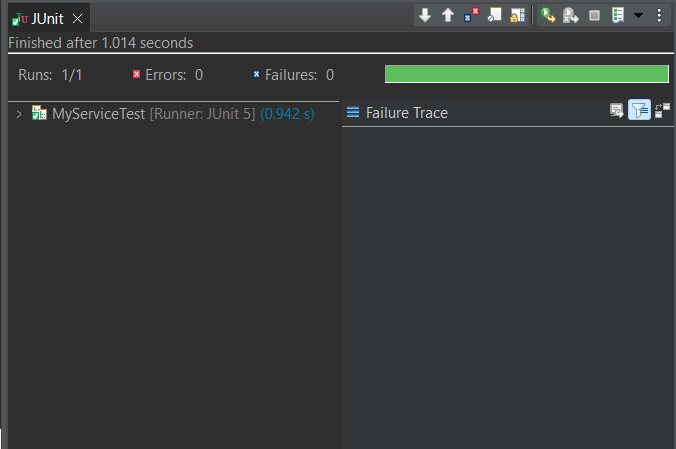 JUnit
Finished after 1.014 seconds
Runs: 1/1 Errors: 0 Failures: 0
MyServiceTest [Runner: JUnit 5] (0.942 s)
Failure Trace